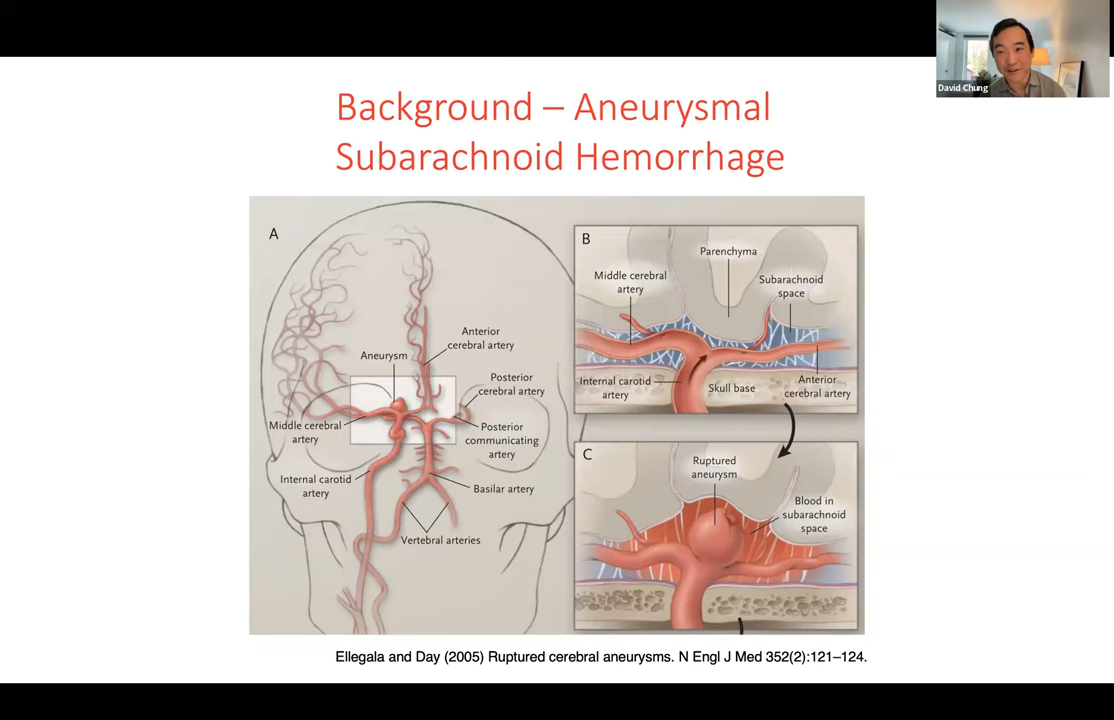 David Chung
Background – Aneurysmal
Subarachnoid Hemorrhage
A
Aneurysm
Anterior
cerebral artery
Posterior
cerebral artery
Middle cerebral
artery
Posterior
communicating
artery
Internal carotid
artery
Basilar artery
Vertebral arteries
B
Parenchyma
Middle cerebral
artery
Subarachnoid
space
Internal carotid
artery
Skull base
Anterior
cerebral artery
C
Ruptured
aneurysm
Blood in
subarachnoid
space
Ellegala and Day (2005) Ruptured cerebral aneurysms. N Engl J Med 352(2):121–124.